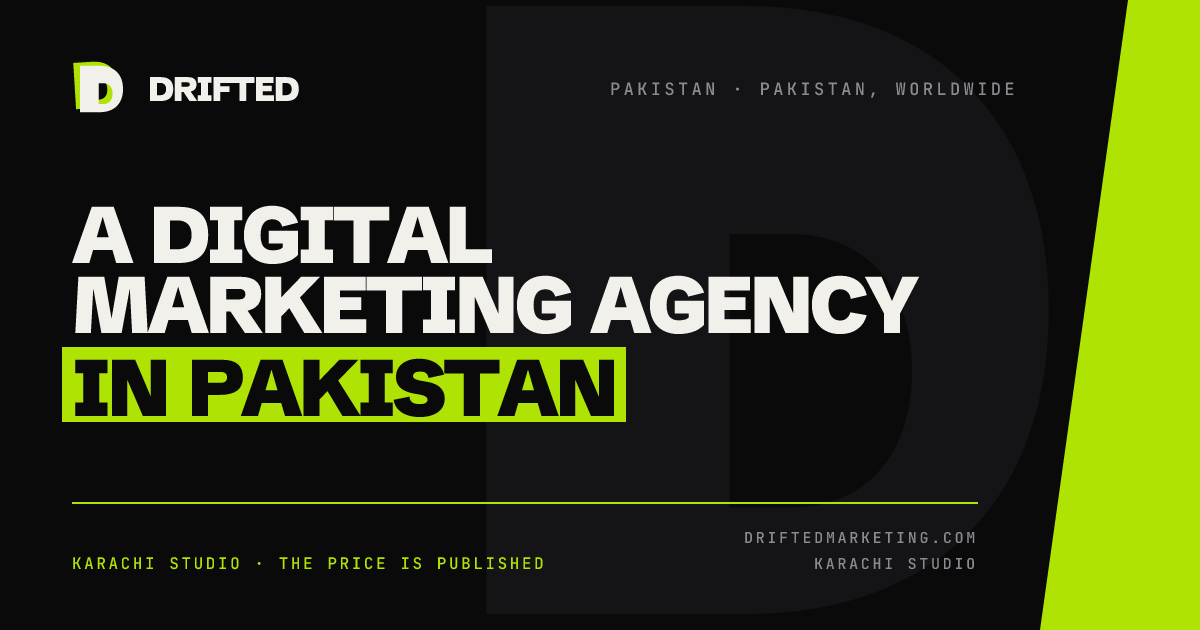 DRIFTED
PAKISTAN · PAKISTAN, WORLDWIDE
A DIGITAL
MARKETING AGENCY
IN PAKISTAN
DRIFTEDMARKETING.COM
KARACHI STUDIO · THE PRICE IS PUBLISHED
KARACHI STUDIO